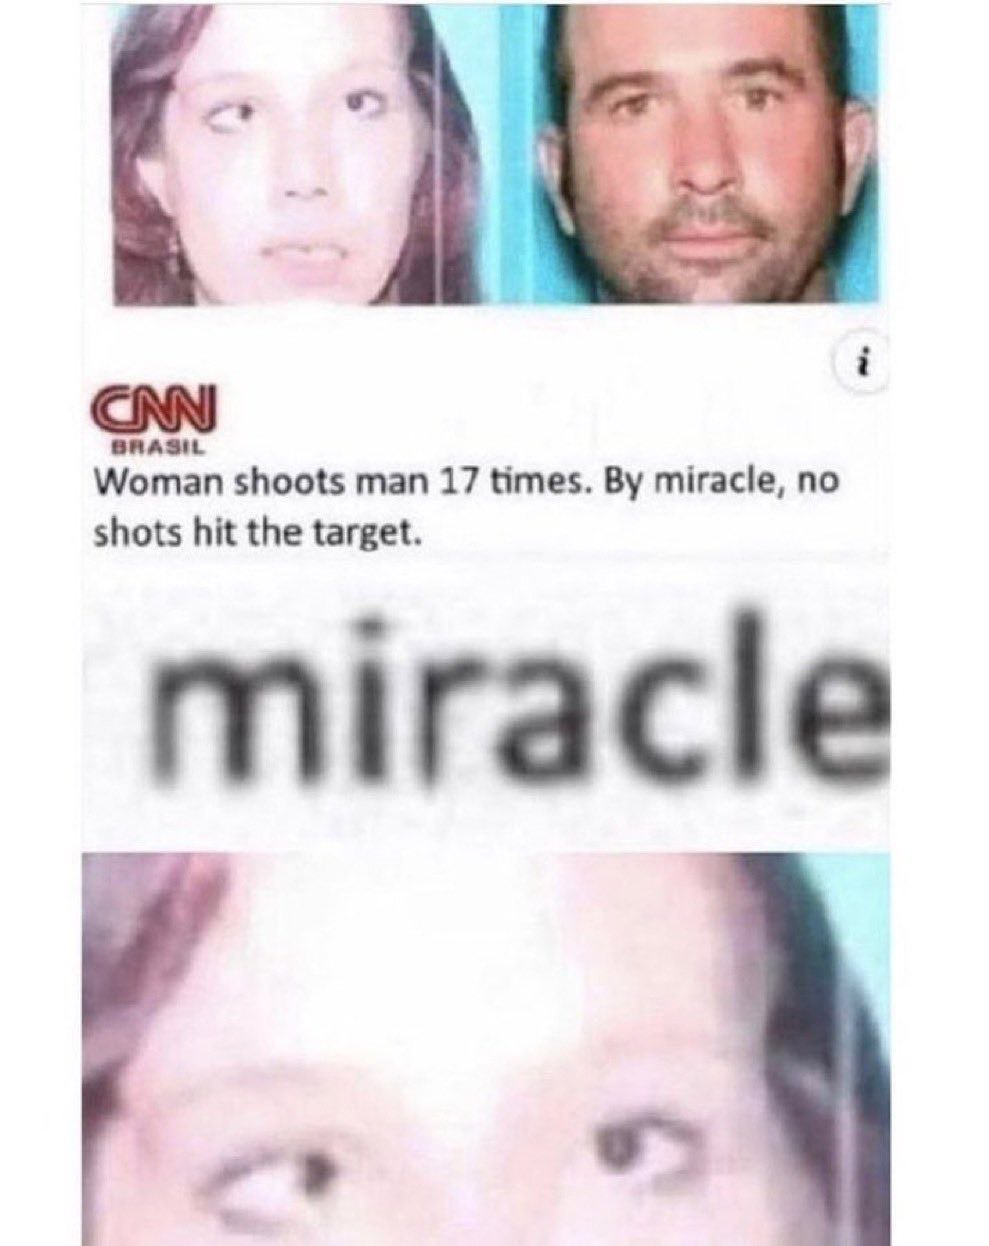 i
CNN
BRASIL
Woman shoots man 17 times. By miracle, no
shots hit the target.
miracle